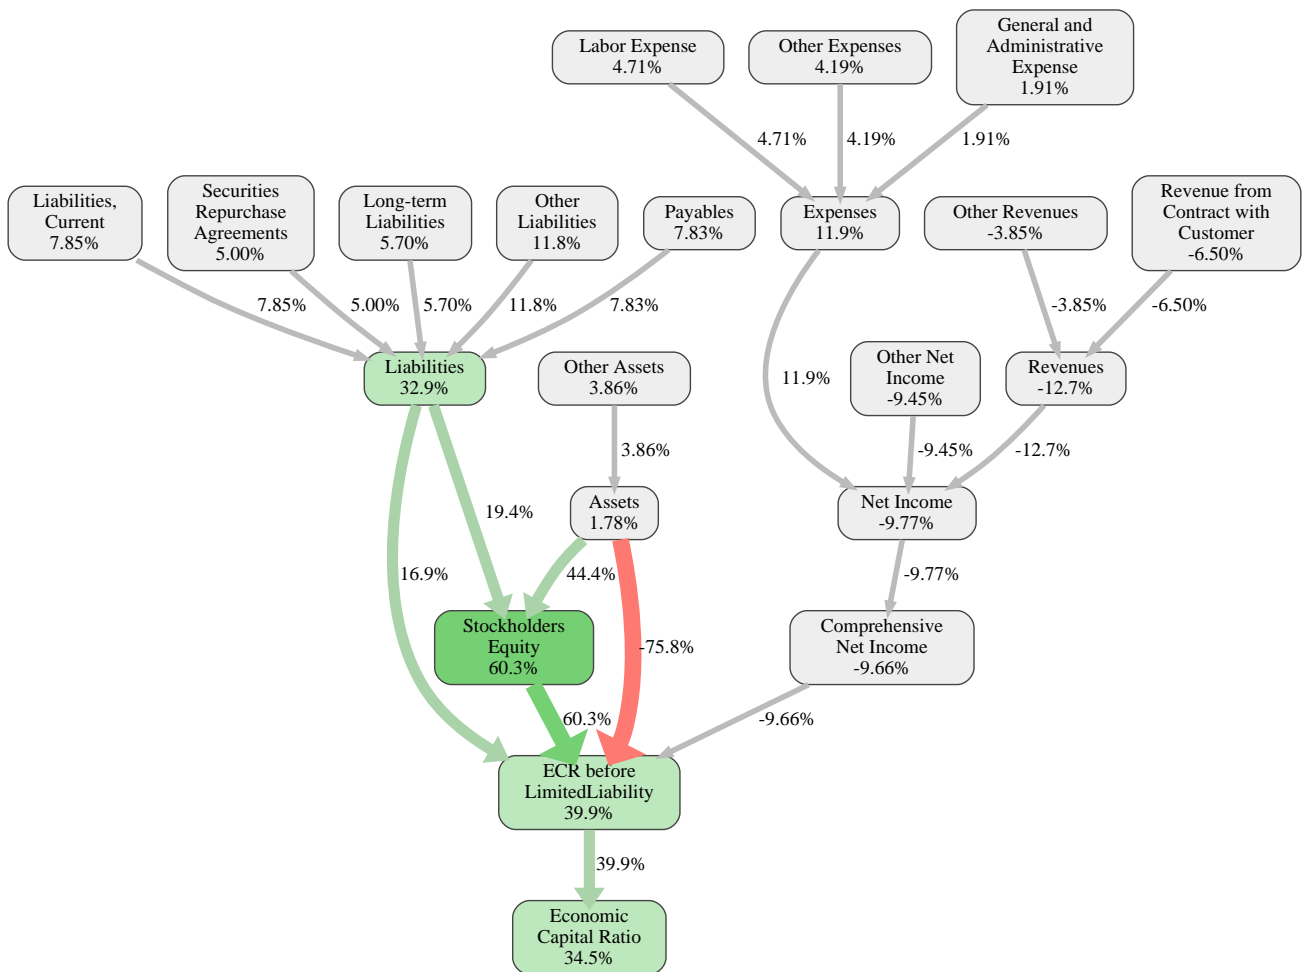 Labor Expense
4.71%
Other Expenses
4.19%
General and
Administrative
Expense
1.91%
4.71%
4.19%
1.91%
Liabilities,
Current
7.85%
Securities
Repurchase
Agreements
5.00%
Long-term
Liabilities
5.70%
Other
Liabilities
11.8%
Payables
7.83%
Expenses
11.9%
Other Revenues
-3.85%
Revenue from
Contract with
Customer
-6.50%
7.85%
5.00%
5.70%
11.8%
7.83%
-3.85%
-6.50%
Liabilities
32.9%
Other Assets
3.86%
11.9%
Other Net
Income
-9.45%
Revenues
-12.7%
3.86%
-9.45%
-12.7%
19.4%
Assets
1.78%
Net Income
-9.77%
16.9%
44.4%
-9.77%
Stockholders
Equity
60.3%
-75.8%
Comprehensive
Net Income
-9.66%
60.3%
-9.66%
ECR before
LimitedLiability
39.9%
39.9%
Economic
Capital Ratio
34.5%